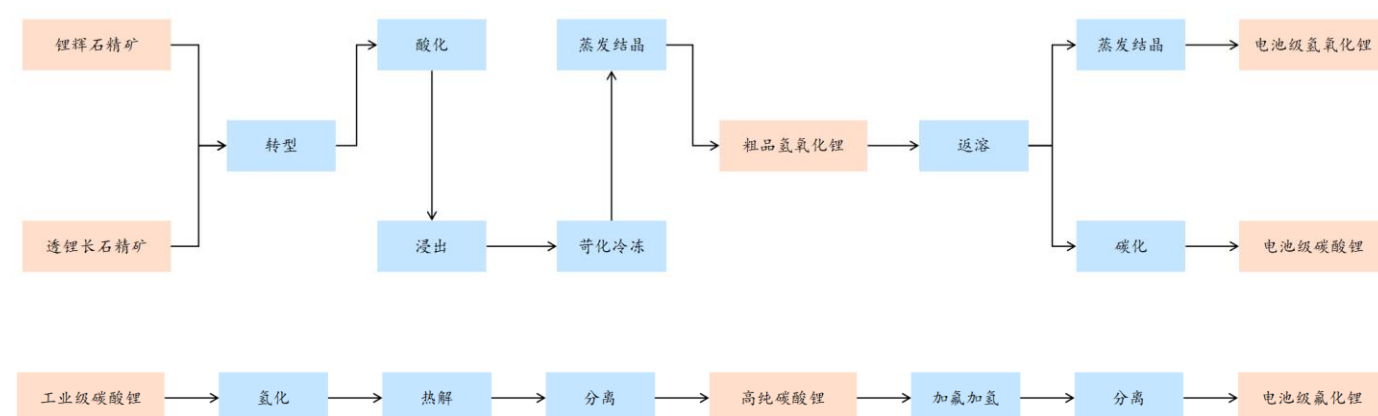 锂辉石精矿
酸化
蒸发结晶
蒸发结晶
电池级氢氧化锂
转型
粗品氢氧化锂
返溶
透锂长石精矿
浸出
苛化冷冻
碳化
电池级碳酸锂
工业级碳酸锂
氢化
热解
分离
高纯碳酸锂
加氟加氢
分离
电池级氟化锂